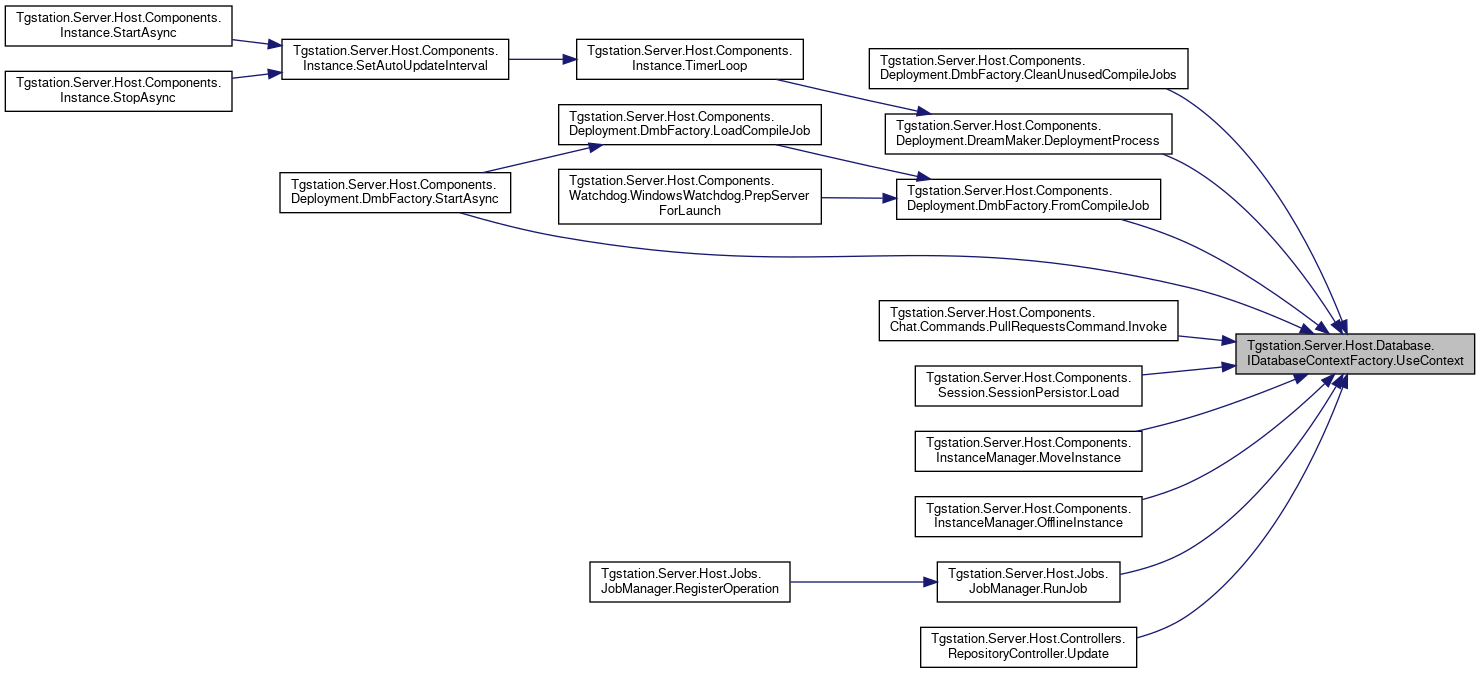 Tgstation.Server.Host.Components.
Instance.StartAsync
Tgstation.Server.Host.Components.
Instance.StopAsync
Tgstation.Server.Host.Components.
Instance.SetAutoUpdateInterval
Tgstation.Server.Host.Components.
Instance.TimerLoop
Tgstation.Server.Host.Components.
Deployment.DmbFactory.CleanUnusedCompileJobs
Tgstation.Server.Host.Components.
Deployment.DmbFactory.LoadCompileJob
Tgstation.Server.Host.Components.
Deployment.DreamMaker.DeploymentProcess
Tgstation.Server.Host.Components.
Deployment.DmbFactory.StartAsync
Tgstation.Server.Host.Components.
Watchdog.WindowsWatchdog.PrepServer
ForLaunch
Tgstation.Server.Host.Components.
Deployment.DmbFactory.FromCompileJob
Tgstation.Server.Host.Components.
Chat.Commands.PullRequestsCommand.Invoke
Tgstation.Server.Host.Database.
IDatabaseContextFactory.UseContext
Tgstation.Server.Host.Components.
Session.SessionPersistor.Load
Tgstation.Server.Host.Components.
InstanceManager.MoveInstance
Tgstation.Server.Host.Components.
InstanceManager.OfflineInstance
Tgstation.Server.Host.Jobs.
JobManager.RegisterOperation
Tgstation.Server.Host.Jobs.
JobManager.RunJob
Tgstation.Server.Host.Controllers.
RepositoryController.Update